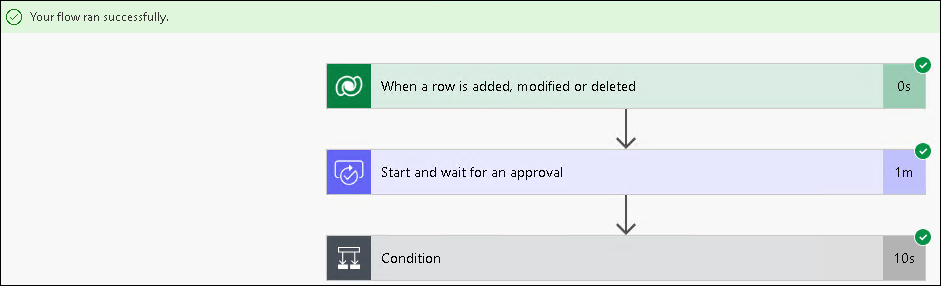 Your flow ran successfully.
When a row is added, modified or deleted 0s
Start and wait for an approval 1m
Condition 10s